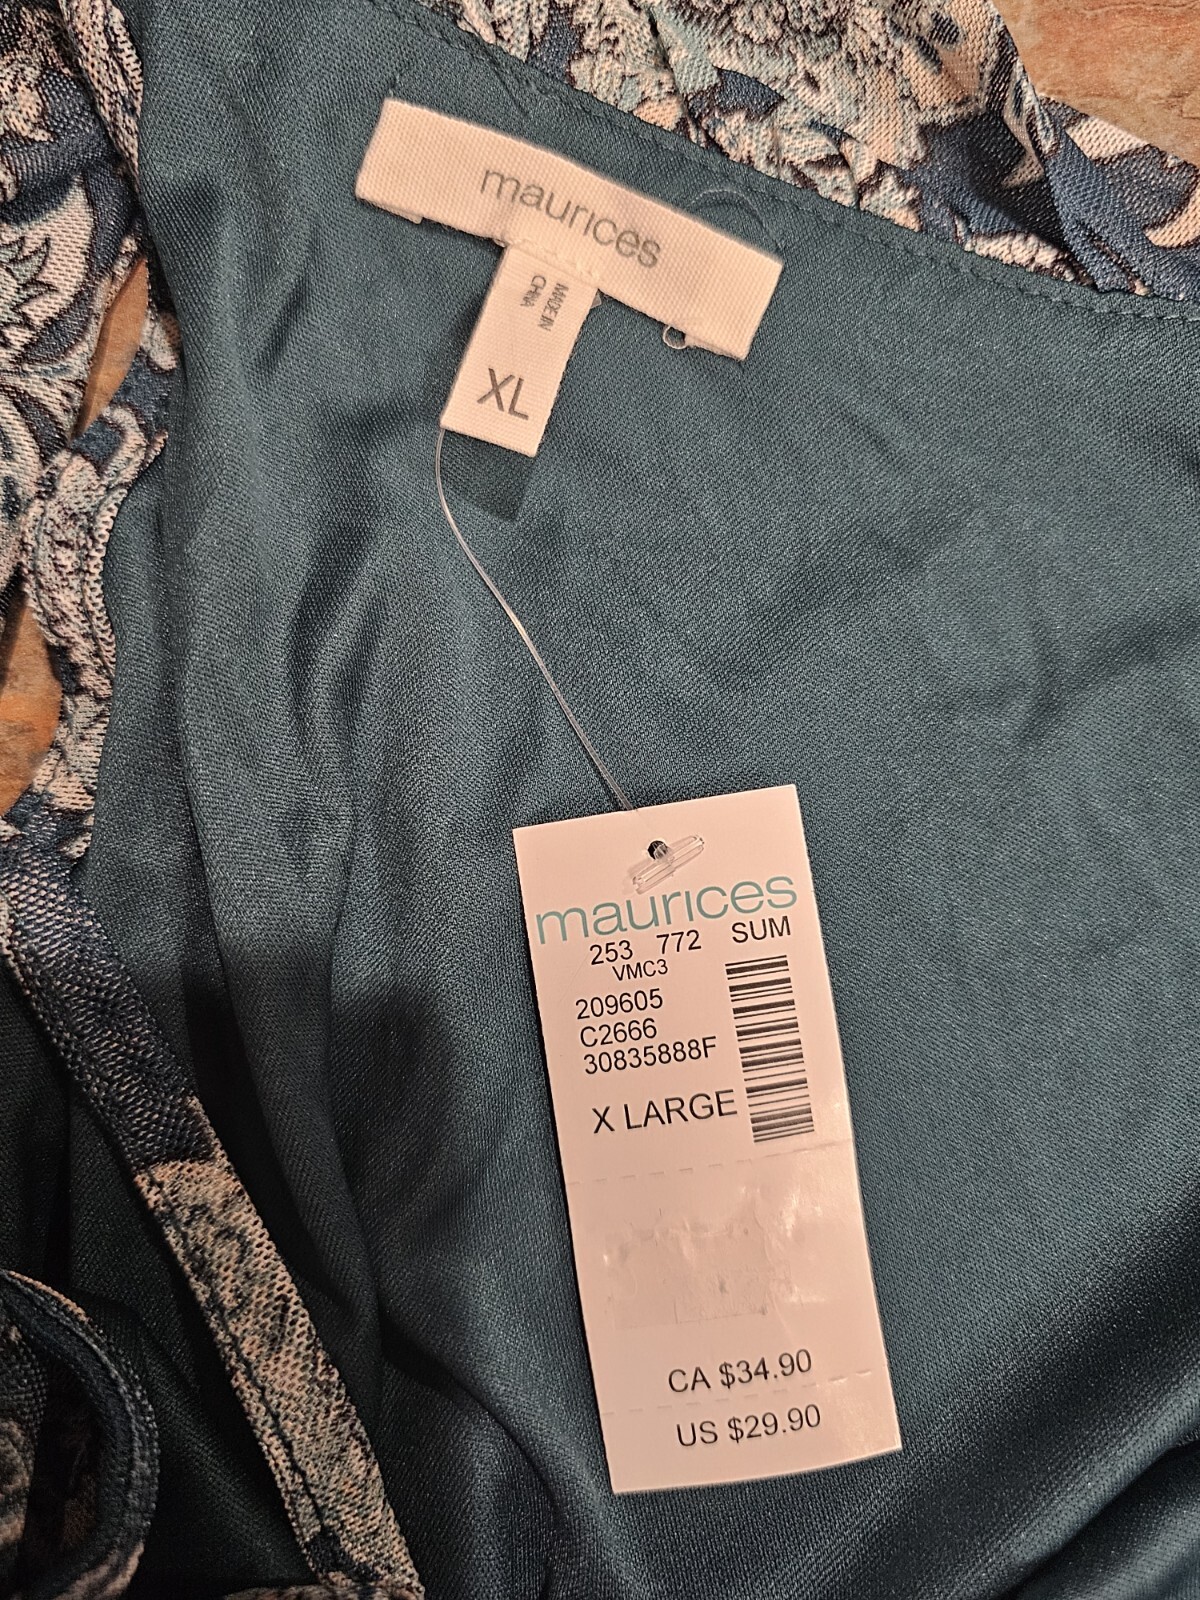 maurices
MADE IN
CHINA
XL
maurices
253 772 SUM
VMC3
209605
C2666
30835888F
X LARGE
CA $34.90
US $29.90